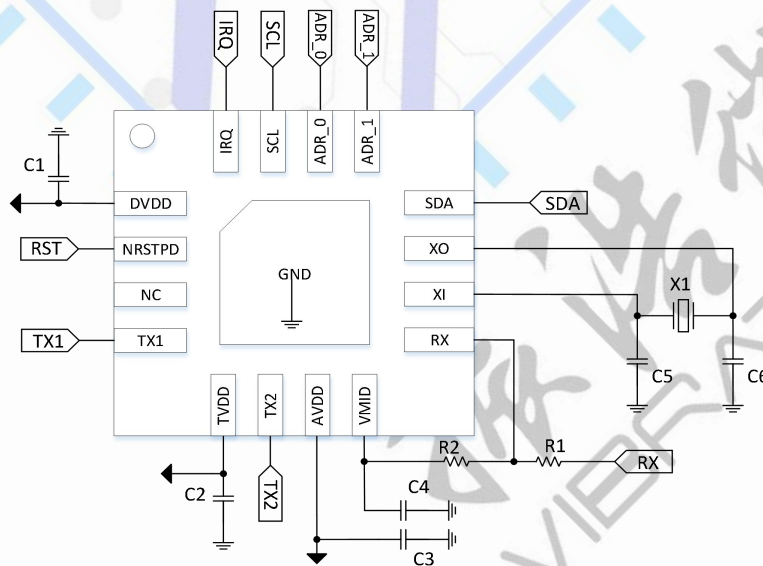 IRQ
SCL
ADR_0
ADR_1
IRQ
SCL
ADR_0
ADR_1
C1
DVDD
SDA
SDA
RST
NRSTPD
XO
GND
X1
NC
XI
TX1
TX1
RX
C5
C6
TVDD
TX2
AVDD
VMID
R2
R1
RX
C2
TX2
C4
C3